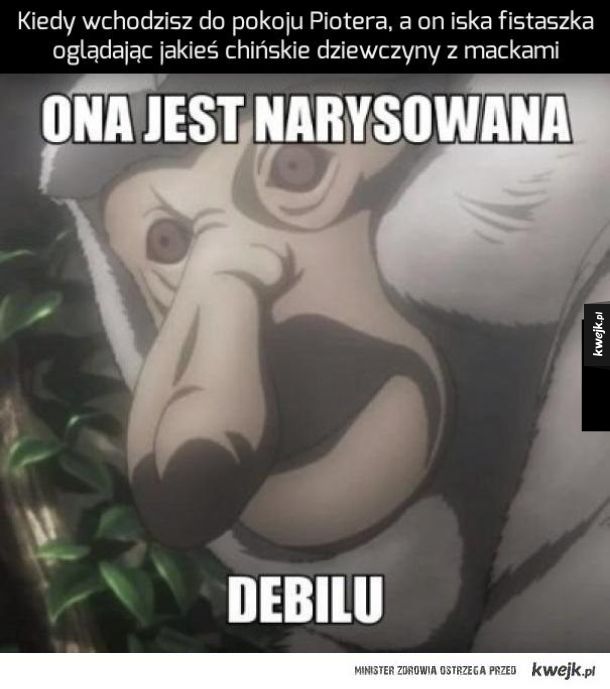 Kiedy wchodzisz do pokoju Piotera, a on iska fistaszka
oglądając jakieś chińskie dziewczyny z mackami
ONA JEST NARYSOWANA
kwejk.pl
DEBILU
MINISTER ZDROWIA OSTRZEGA PRZED kwejk.pl